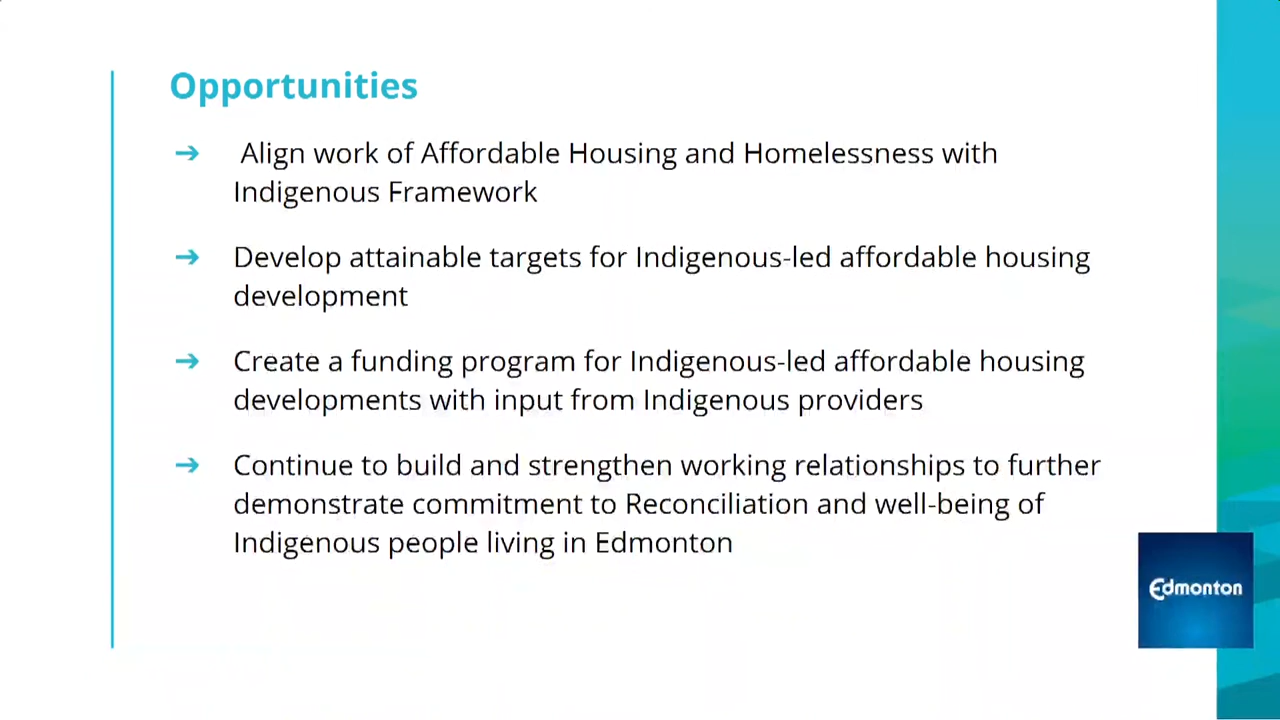 Opportunities
➔ Align work of Affordable Housing and Homelessness with
Indigenous Framework
➔ Develop attainable targets for Indigenous-led affordable housing
development
➔ Create a funding program for Indigenous-led affordable housing
developments with input from Indigenous providers
➔ Continue to build and strengthen working relationships to further
demonstrate commitment to Reconciliation and well-being of
Indigenous people living in Edmonton
Edmonton